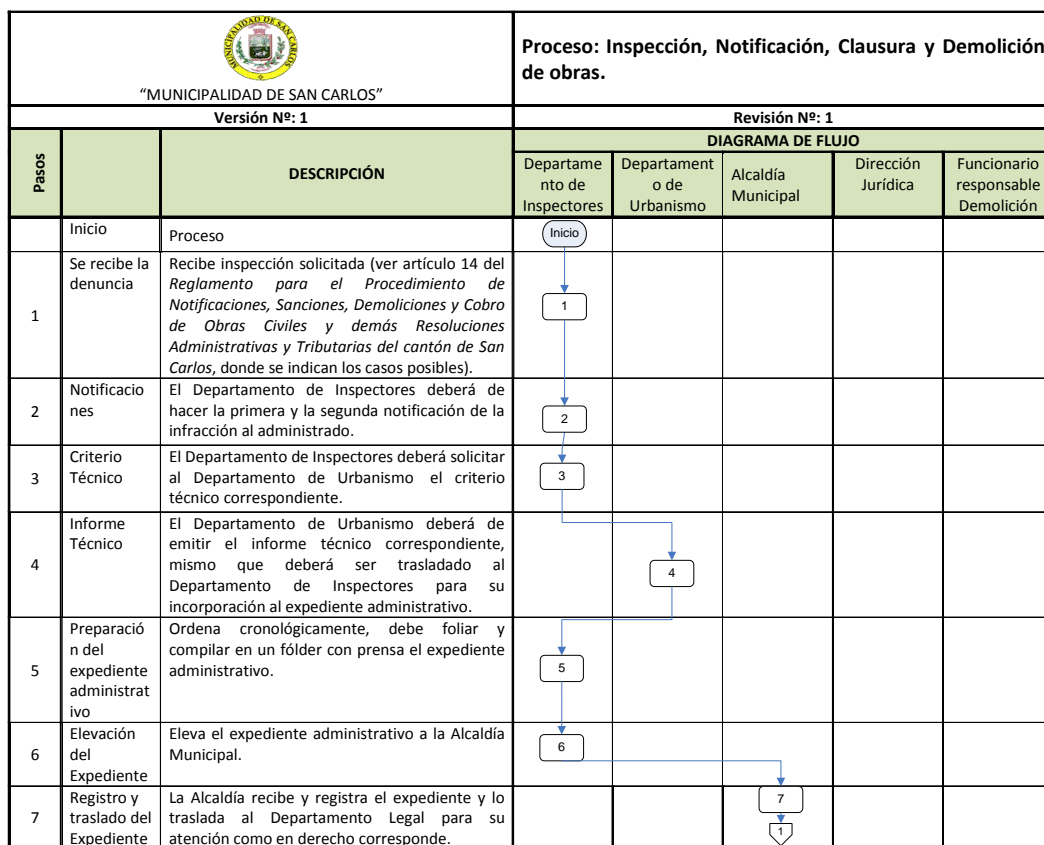 MUNICIPALIDAD DE SAN CARLOS
"MUNICIPALIDAD DE SAN CARLOS"
Proceso: Inspección, Notificación, Clausura y Demolición
de obras.
Versión Nº: 1
Revisión Nº: 1
Pasos
DESCRIPCIÓN
DIAGRAMA DE FLUJO
Departame
nto de
Inspectores
Departament
o de
Urbanismo
Alcaldía
Municipal
Dirección
Jurídica
Funcionario
responsable
Demolición
Inicio
Proceso
Inicio
1
Se recibe la
denuncia
Recibe inspección solicitada (ver artículo 14 del
Reglamento para el Procedimiento de
Notificaciones, Sanciones, Demoliciones y Cobro
de Obras Civiles y demás Resoluciones
Administrativas y Tributarias del cantón de San
Carlos, donde se indican los casos posibles).
1
2
Notificacio
nes
El Departamento de Inspectores deberá de
hacer la primera y la segunda notificación de la
infracción al administrado.
2
3
Criterio
Técnico
El Departamento de Inspectores deberá solicitar
al Departamento de Urbanismo el criterio
técnico correspondiente.
3
4
Informe
Técnico
El Departamento de Urbanismo deberá de
emitir el informe técnico correspondiente,
mismo que deberá ser trasladado al
Departamento de Inspectores para su
incorporación al expediente administrativo.
4
5
Preparació
n del
expediente
administrat
ivo
Ordena cronológicamente, debe foliar y
compilar en un fólder con prensa el expediente
administrativo.
5
6
Elevación
del
Expediente
Eleva el expediente administrativo a la Alcaldía
Municipal.
6
7
Registro y
traslado del
Expediente
La Alcaldía recibe y registra el expediente y lo
traslada al Departamento Legal para su
atención como en derecho corresponde.
7
1